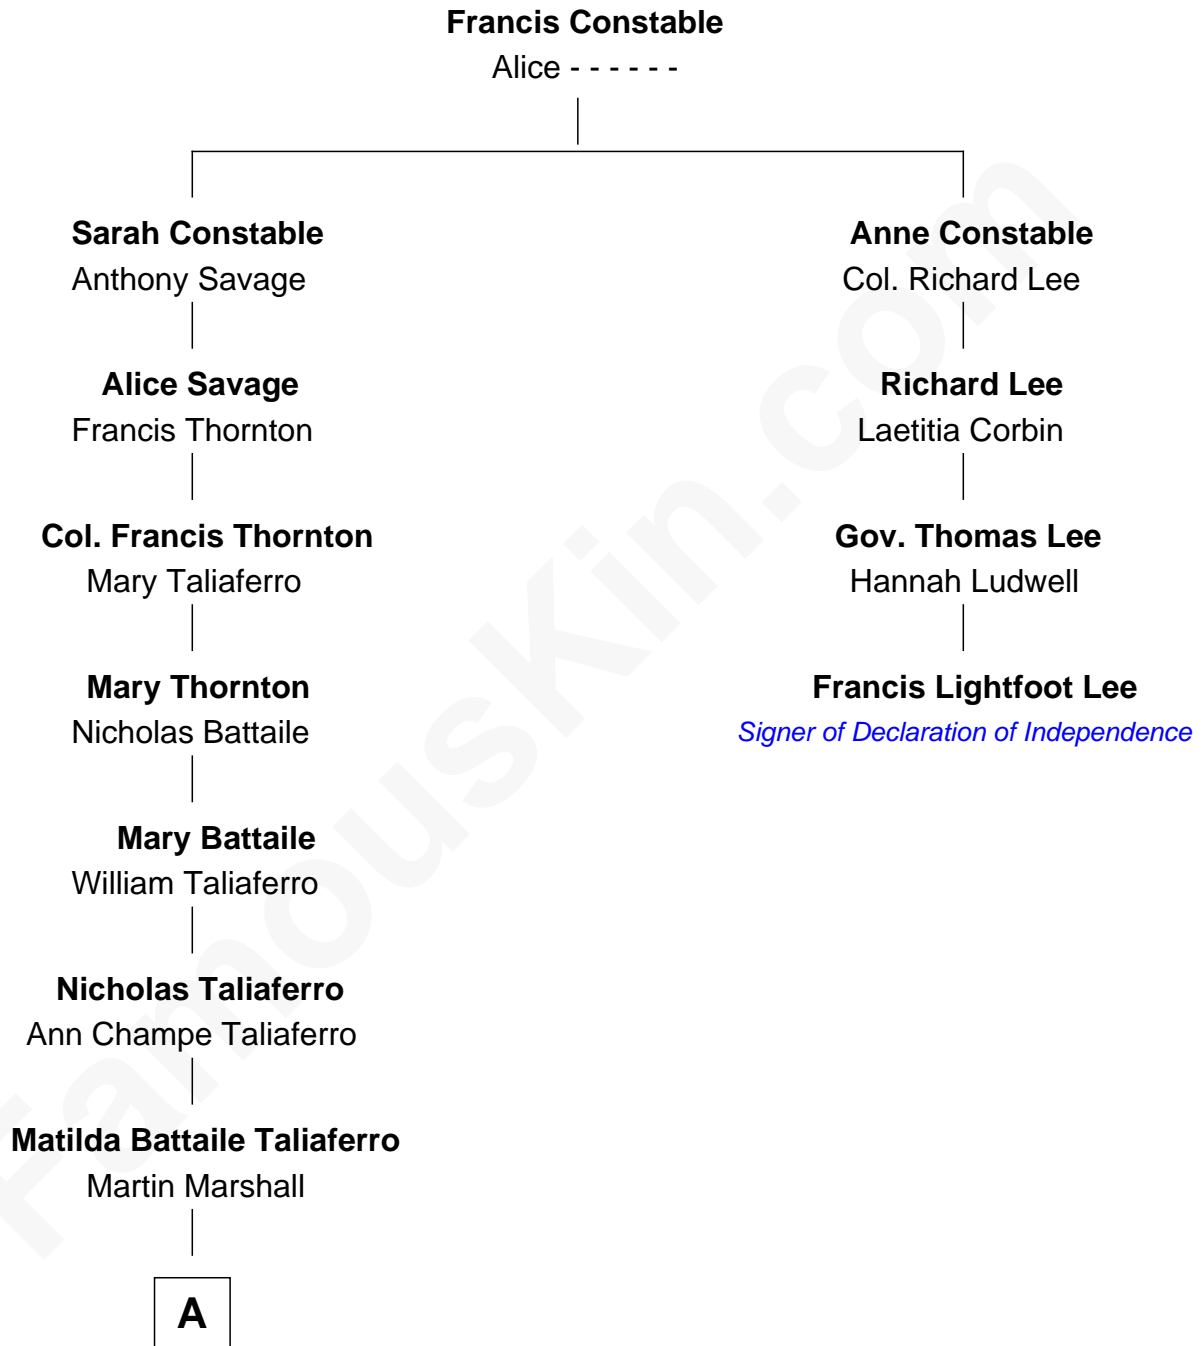 Francis Constable
Alice - - - - - -
Sarah Constable
Anthony Savage
Anne Constable
Col. Richard Lee
Alice Savage
Francis Thornton
Richard Lee
Laetitia Corbin
Col. Francis Thornton
Mary Taliaferro
Gov. Thomas Lee
Hannah Ludwell
Mary Thornton
Nicholas Battaile
Francis Lightfoot Lee
Signer of Declaration of Independence
Mary Battaile
William Taliaferro
Nicholas Taliaferro
Ann Champe Taliaferro
Matilda Battaile Taliaferro
Martin Marshall
A
FamousKin.com